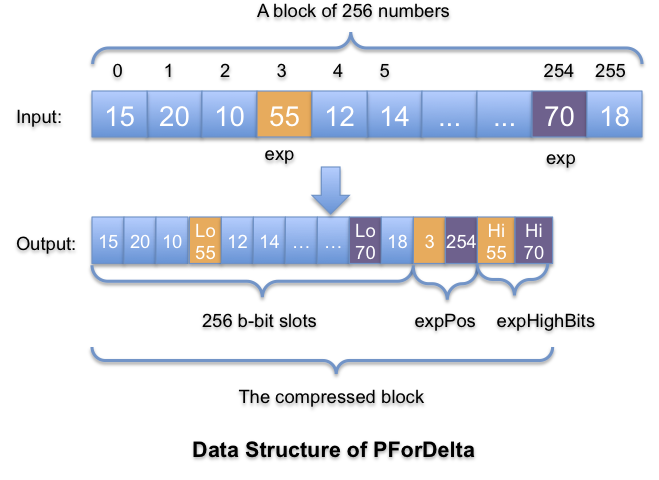 A block of 256 numbers
0 1 2 3 4 5 254 255
Input: 15 20 10 55 12 14 ... ... 70 18
exp exp
Output: 15 20 10 Lo 55 12 14 ... ... Lo 70 18 3 254 Hi 55 Hi 70
256 b-bit slots expPos expHighBits
The compressed block
Data Structure of PForDelta